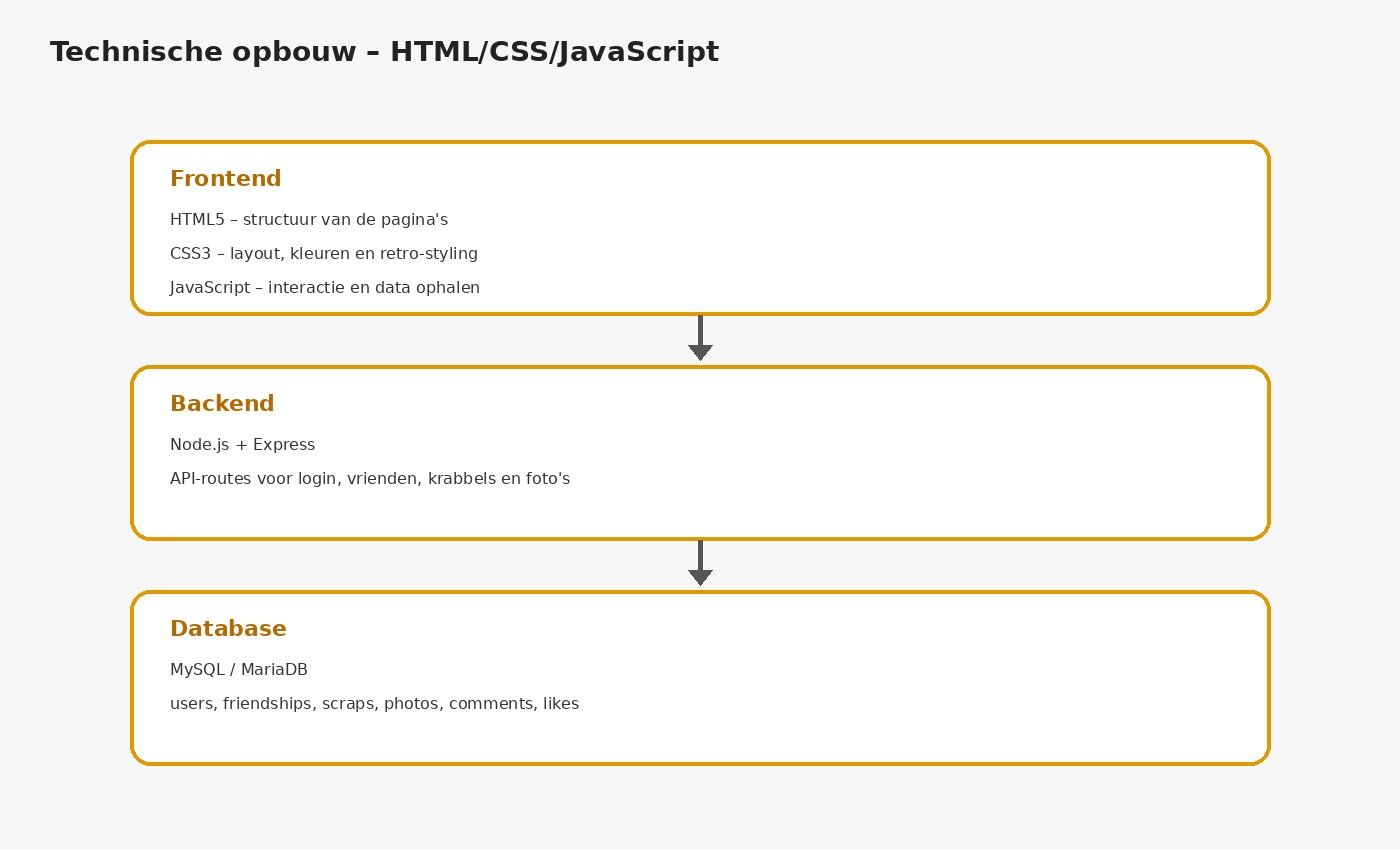 Technische opbouw – HTML/CSS/JavaScript
Frontend
HTML5 – structuur van de pagina's
CSS3 – layout, kleuren en retro-styling
JavaScript – interactie en data ophalen
Backend
Node.js + Express
API-routes voor login, vrienden, krabbels en foto's
Database
MySQL / MariaDB
users, friendships, scraps, photos, comments, likes